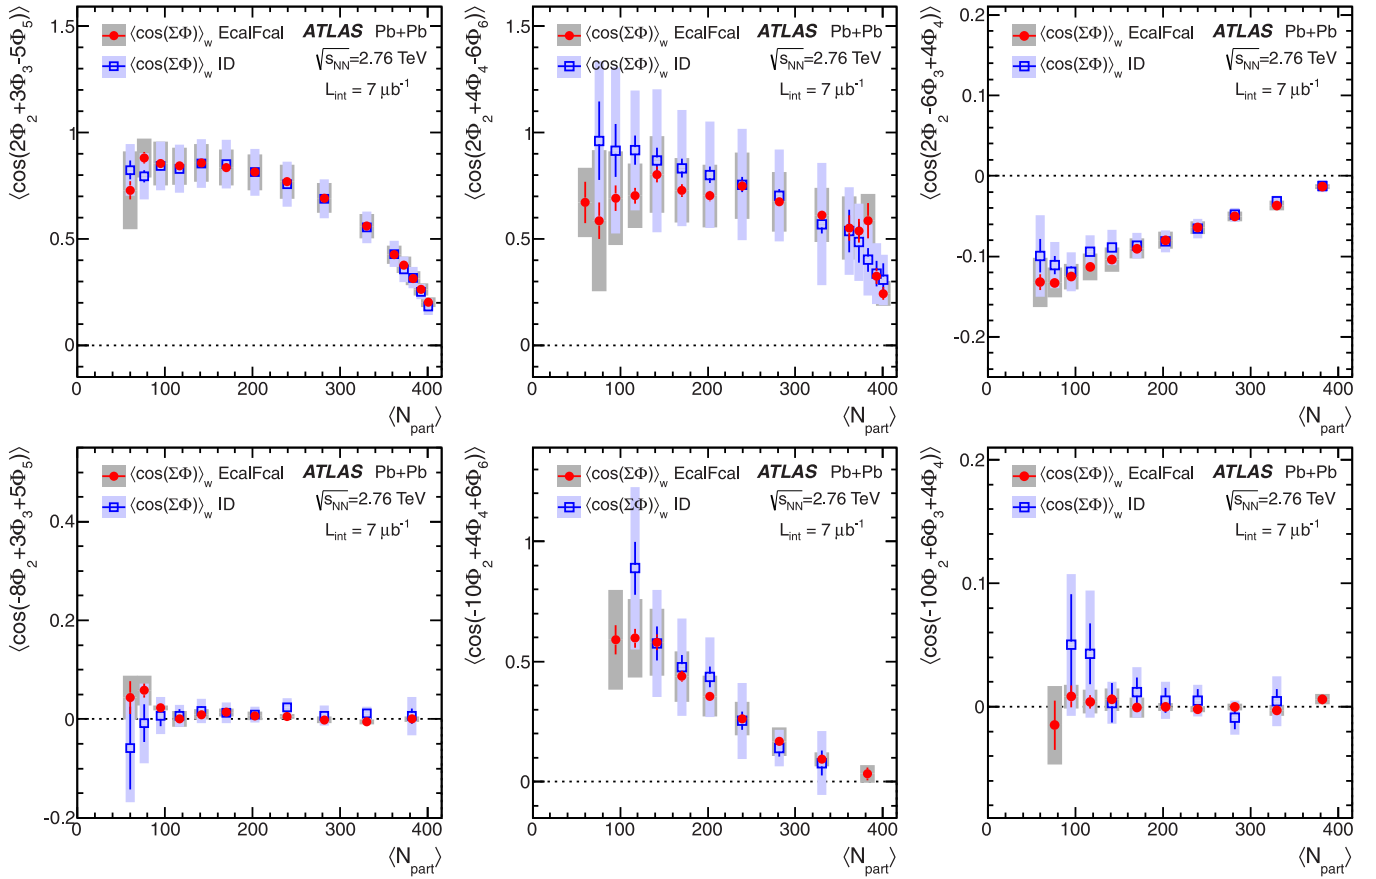 ⟨cos(2Φ₂+3Φ₃-5Φ₅)⟩
1.5
1
0.5
0
⟨cos(ΣΦ)⟩w EcalFcal
⟨cos(ΣΦ)⟩w ID
ATLAS Pb+Pb
√sNN=2.76 TeV
Lint = 7 μb⁻¹
0 100 200 300 400
⟨Npart⟩
⟨cos(2Φ₂+4Φ₄-6Φ₆)⟩
1.5
1
0.5
0
⟨cos(ΣΦ)⟩w EcalFcal
⟨cos(ΣΦ)⟩w ID
ATLAS Pb+Pb
√sNN=2.76 TeV
Lint = 7 μb⁻¹
0 100 200 300 400
⟨Npart⟩
⟨cos(2Φ₂-6Φ₃+4Φ₄)⟩
0.2
0.1
0
-0.1
-0.2
⟨cos(ΣΦ)⟩w EcalFcal
⟨cos(ΣΦ)⟩w ID
ATLAS Pb+Pb
√sNN=2.76 TeV
Lint = 7 μb⁻¹
0 100 200 300 400
⟨Npart⟩
⟨cos(-8Φ₂+3Φ₃+5Φ₅)⟩
0.4
0.2
0
-0.2
⟨cos(ΣΦ)⟩w EcalFcal
⟨cos(ΣΦ)⟩w ID
ATLAS Pb+Pb
√sNN=2.76 TeV
Lint = 7 μb⁻¹
0 100 200 300 400
⟨Npart⟩
⟨cos(-10Φ₂+4Φ₄+6Φ₆)⟩
1
0.5
0
⟨cos(ΣΦ)⟩w EcalFcal
⟨cos(ΣΦ)⟩w ID
ATLAS Pb+Pb
√sNN=2.76 TeV
Lint = 7 μb⁻¹
0 100 200 300 400
⟨Npart⟩
⟨cos(-10Φ₂+6Φ₃+4Φ₄)⟩
0.2
0.1
0
⟨cos(ΣΦ)⟩w EcalFcal
⟨cos(ΣΦ)⟩w ID
ATLAS Pb+Pb
√sNN=2.76 TeV
Lint = 7 μb⁻¹
0 100 200 300 400
⟨Npart⟩